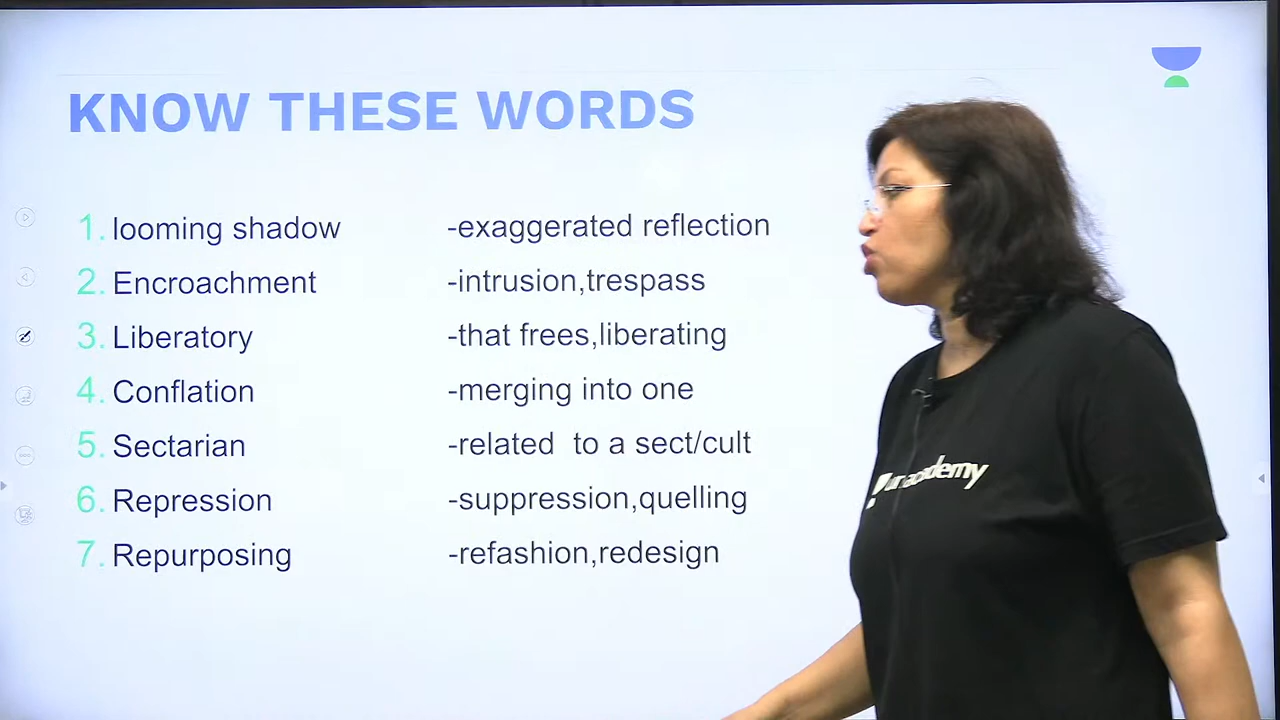 KNOW THESE WORDS
1. looming shadow -exaggerated reflection
2. Encroachment -intrusion,trespass
3. Liberatory -that frees,liberating
4. Conflation -merging into one
5. Sectarian -related to a sect/cult
6. Repression -suppression,quelling
7. Repurposing -refashion,redesign
unacademy